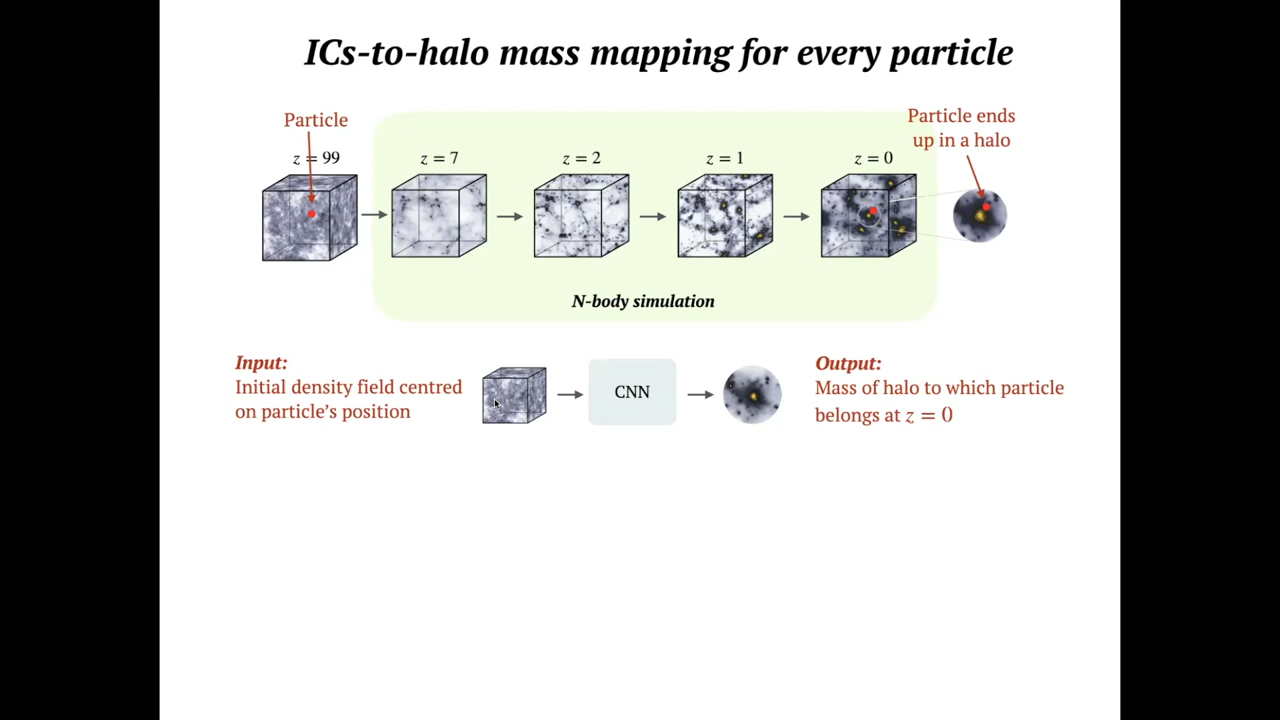 ICs-to-halo mass mapping for every particle
Particle
Particle ends
up in a halo
z = 99
z = 7
z = 2
z = 1
z = 0
N-body simulation
Input:
Initial density field centred
on particle’s position
CNN
Output:
Mass of halo to which particle
belongs at z = 0